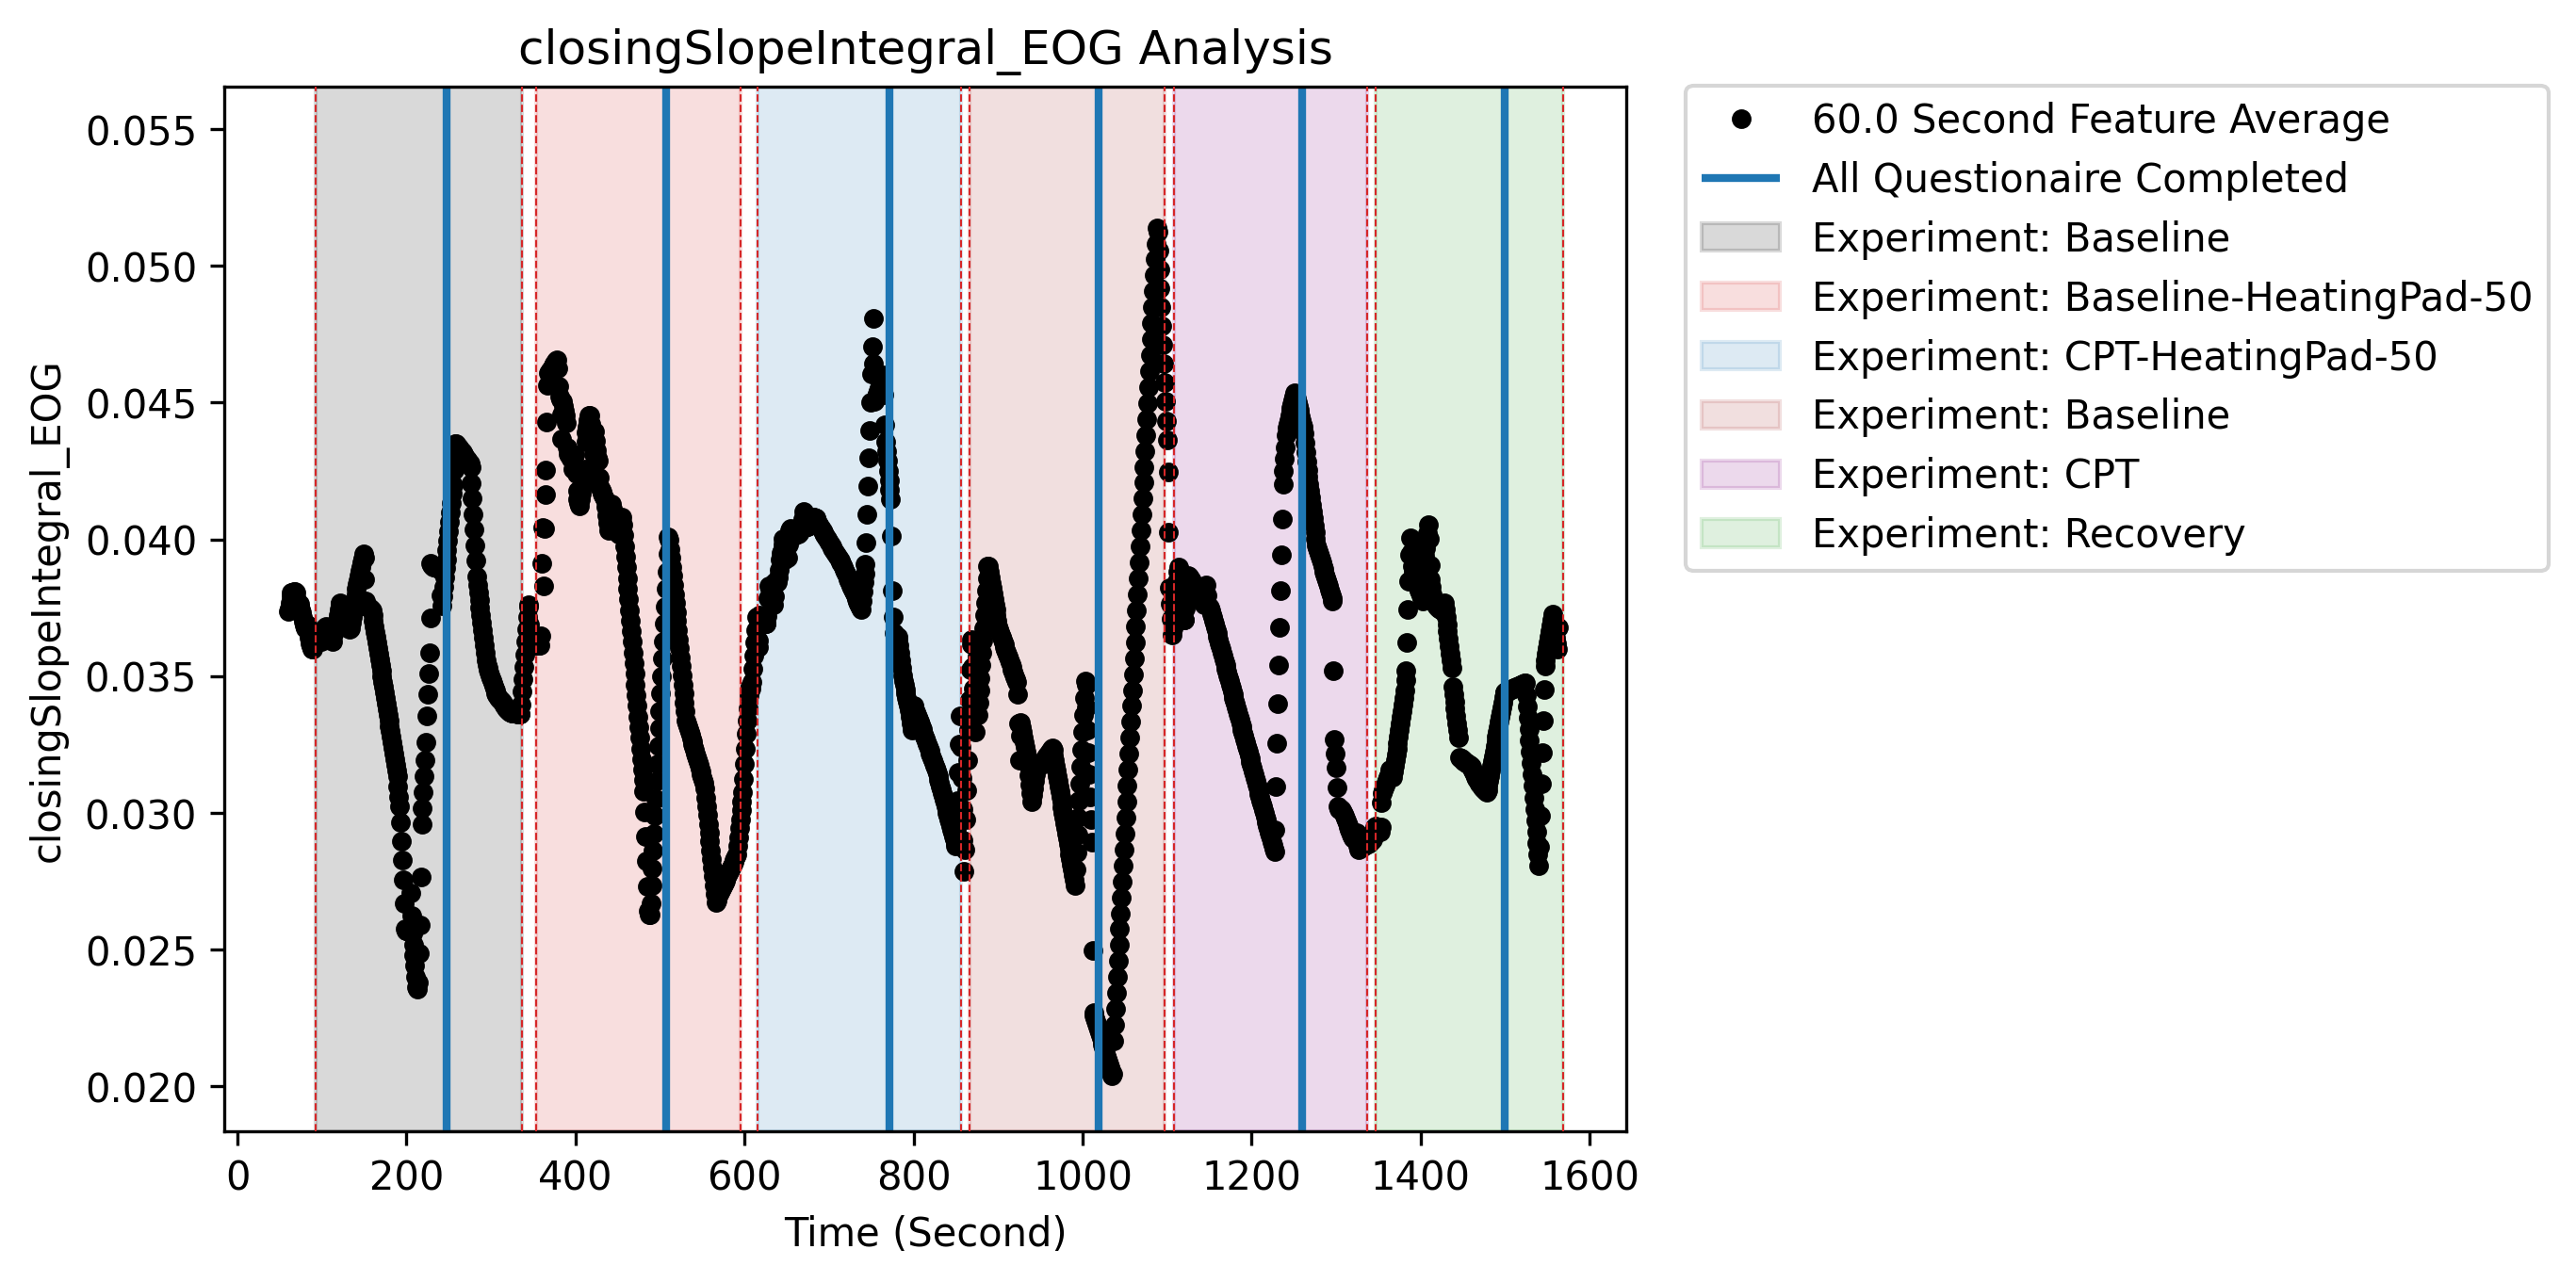 closingSlopeIntegral_EOG Analysis
closingSlopeIntegral_EOG
0.055
0.050
0.045
0.040
0.035
0.030
0.025
0.020
0 200 400 600 800 1000 1200 1400 1600
Time (Second)
60.0 Second Feature Average
All Questionaire Completed
Experiment: Baseline
Experiment: Baseline-HeatingPad-50
Experiment: CPT-HeatingPad-50
Experiment: Baseline
Experiment: CPT
Experiment: Recovery